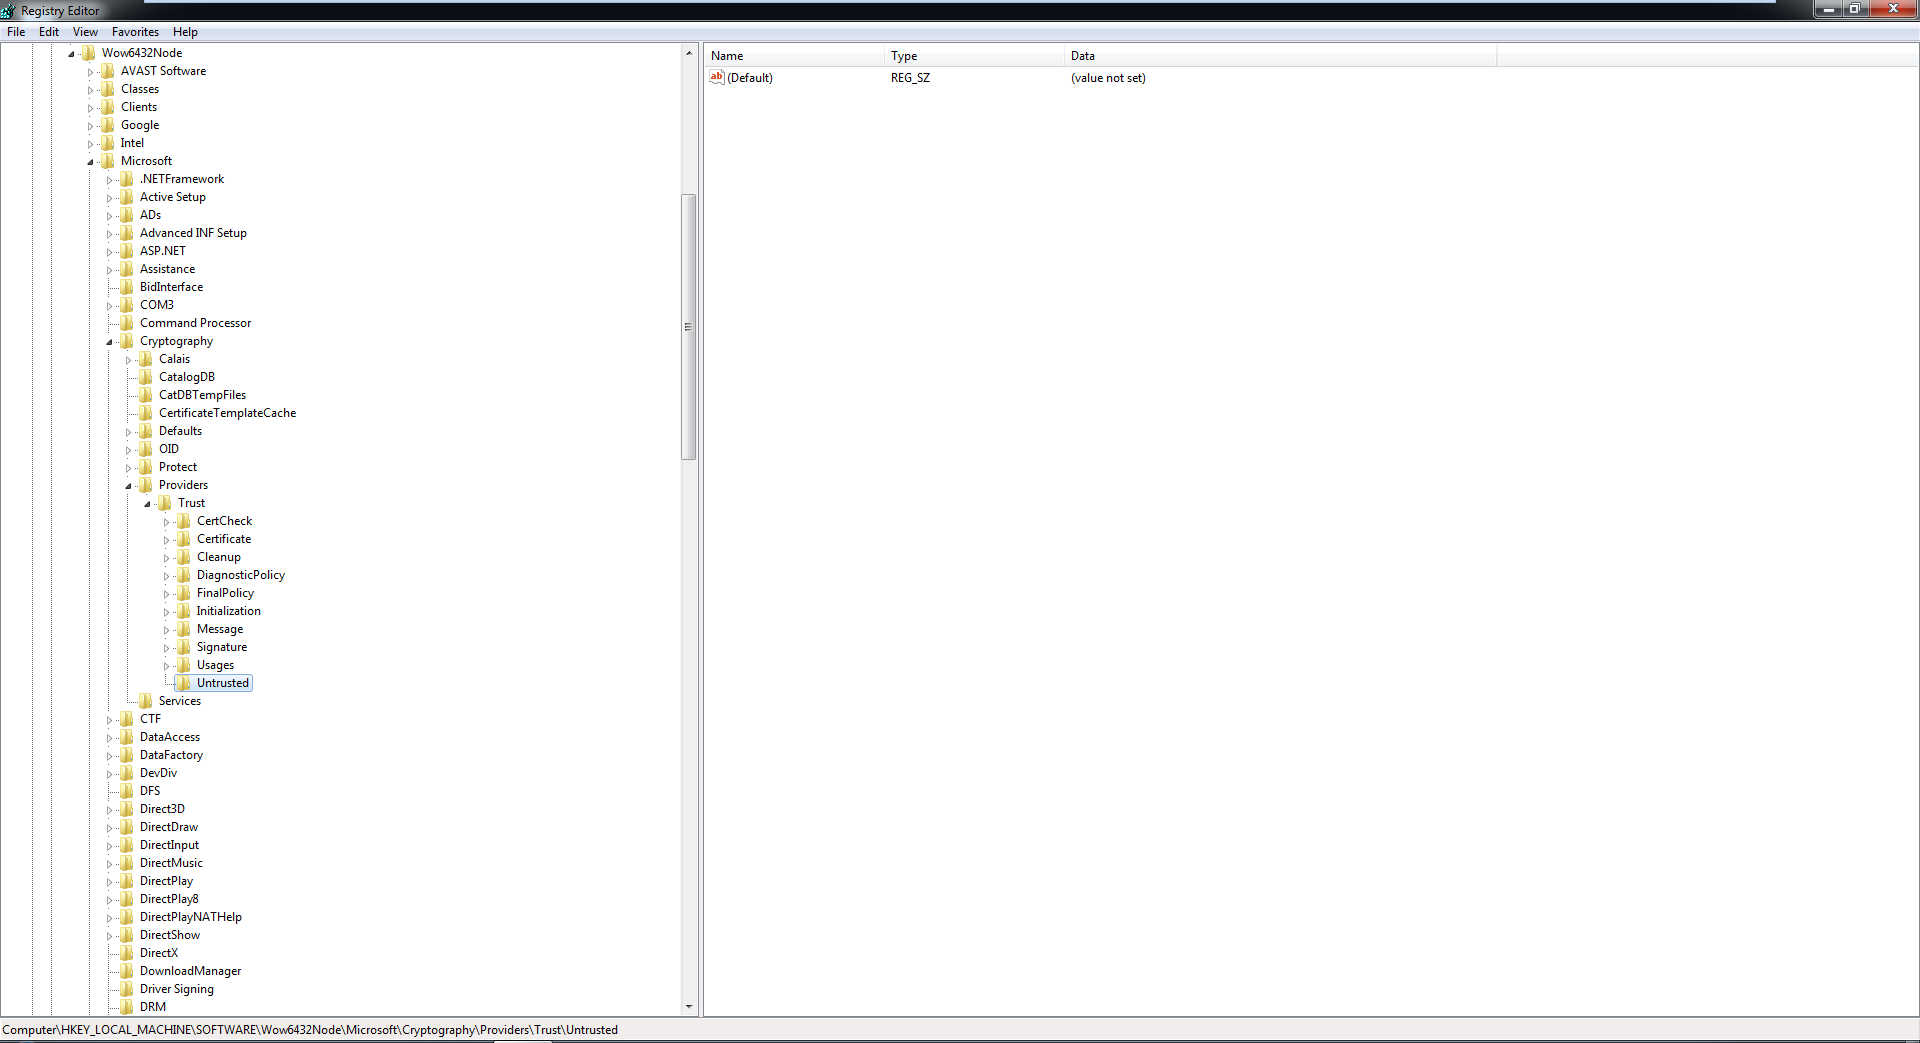 Registry Editor
File Edit View Favorites Help
Wow6432Node
AVAST Software
Classes
Clients
Google
Intel
Microsoft
.NETFramework
Active Setup
ADs
Advanced INF Setup
ASP.NET
Assistance
BidInterface
COM3
Command Processor
Cryptography
Calais
CatalogDB
CatDBTempFiles
CertificateTemplateCache
Defaults
OID
Protect
Providers
Trust
CertCheck
Certificate
Cleanup
DiagnosticPolicy
FinalPolicy
Initialization
Message
Signature
Usages
Untrusted
Services
CTF
DataAccess
DataFactory
DevDiv
DFS
Direct3D
DirectDraw
DirectInput
DirectMusic
DirectPlay
DirectPlay8
DirectPlayNATHelp
DirectShow
DirectX
DownloadManager
Driver Signing
DRM
Name Type Data
ab (Default) REG_SZ (value not set)
Computer\HKEY_LOCAL_MACHINE\SOFTWARE\Wow6432Node\Microsoft\Cryptography\Providers\Trust\Untrusted